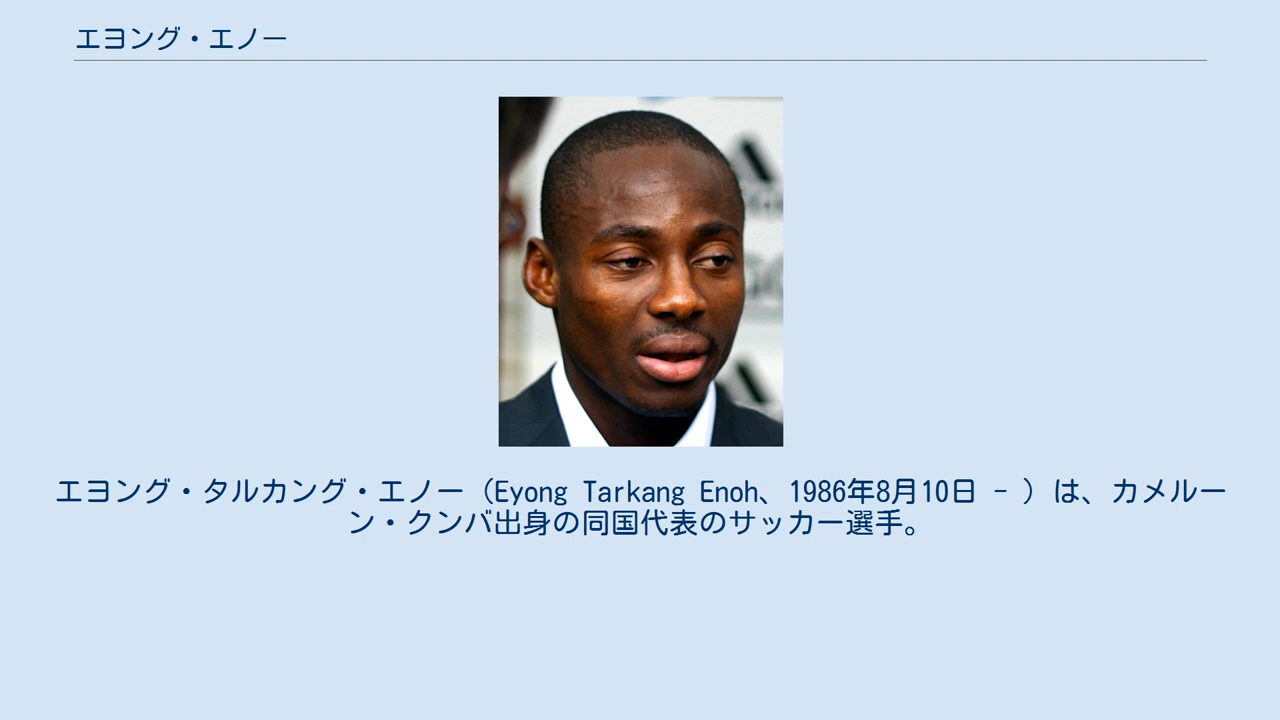 エヨング・エノー
エヨング・タルカング・エノー（Eyong Tarkang Enoh、1986年8月10日 - ）は、カメルー
ン・クンバ出身の同国代表のサッカー選手。